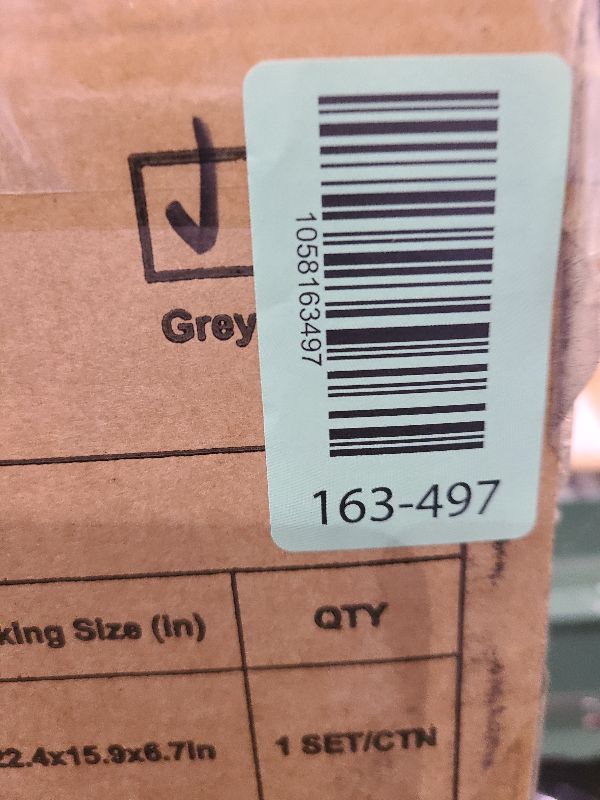 Grey
1058163497
163-497
king Size (in)
QTY
22.4x15.9x6.7in
1 SET/CTN